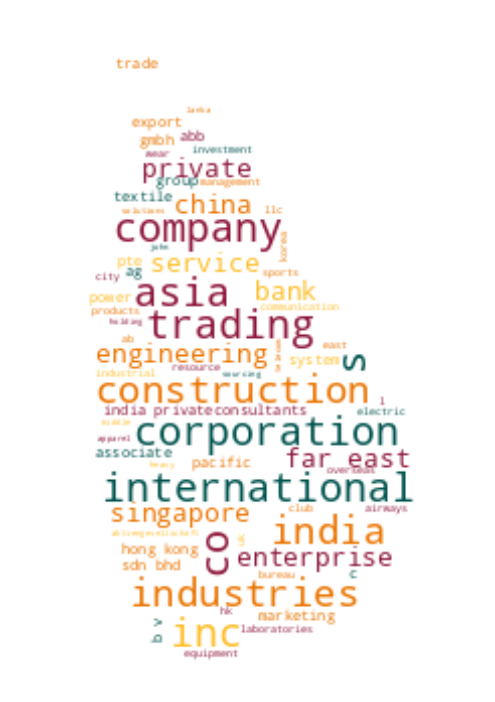 trade
lanka
export
gmbh abb
wear investment
private
group management
textile china
solutions llc
company
john korea
pte service
city ag sports
asia bank
power communication
products
holding trading
ab east
engineering telecom
resource system s
industrial sourcing
construction
l
india private consultants electric
middle corporation
apparel
associate far east
heavy pacific overseas
international
singapore club airways
india
aktiengesellschaft uk
hong kong co enterprise
sdn bhd bureau c
industries
hk marketing
b v inc laboratories
equipment